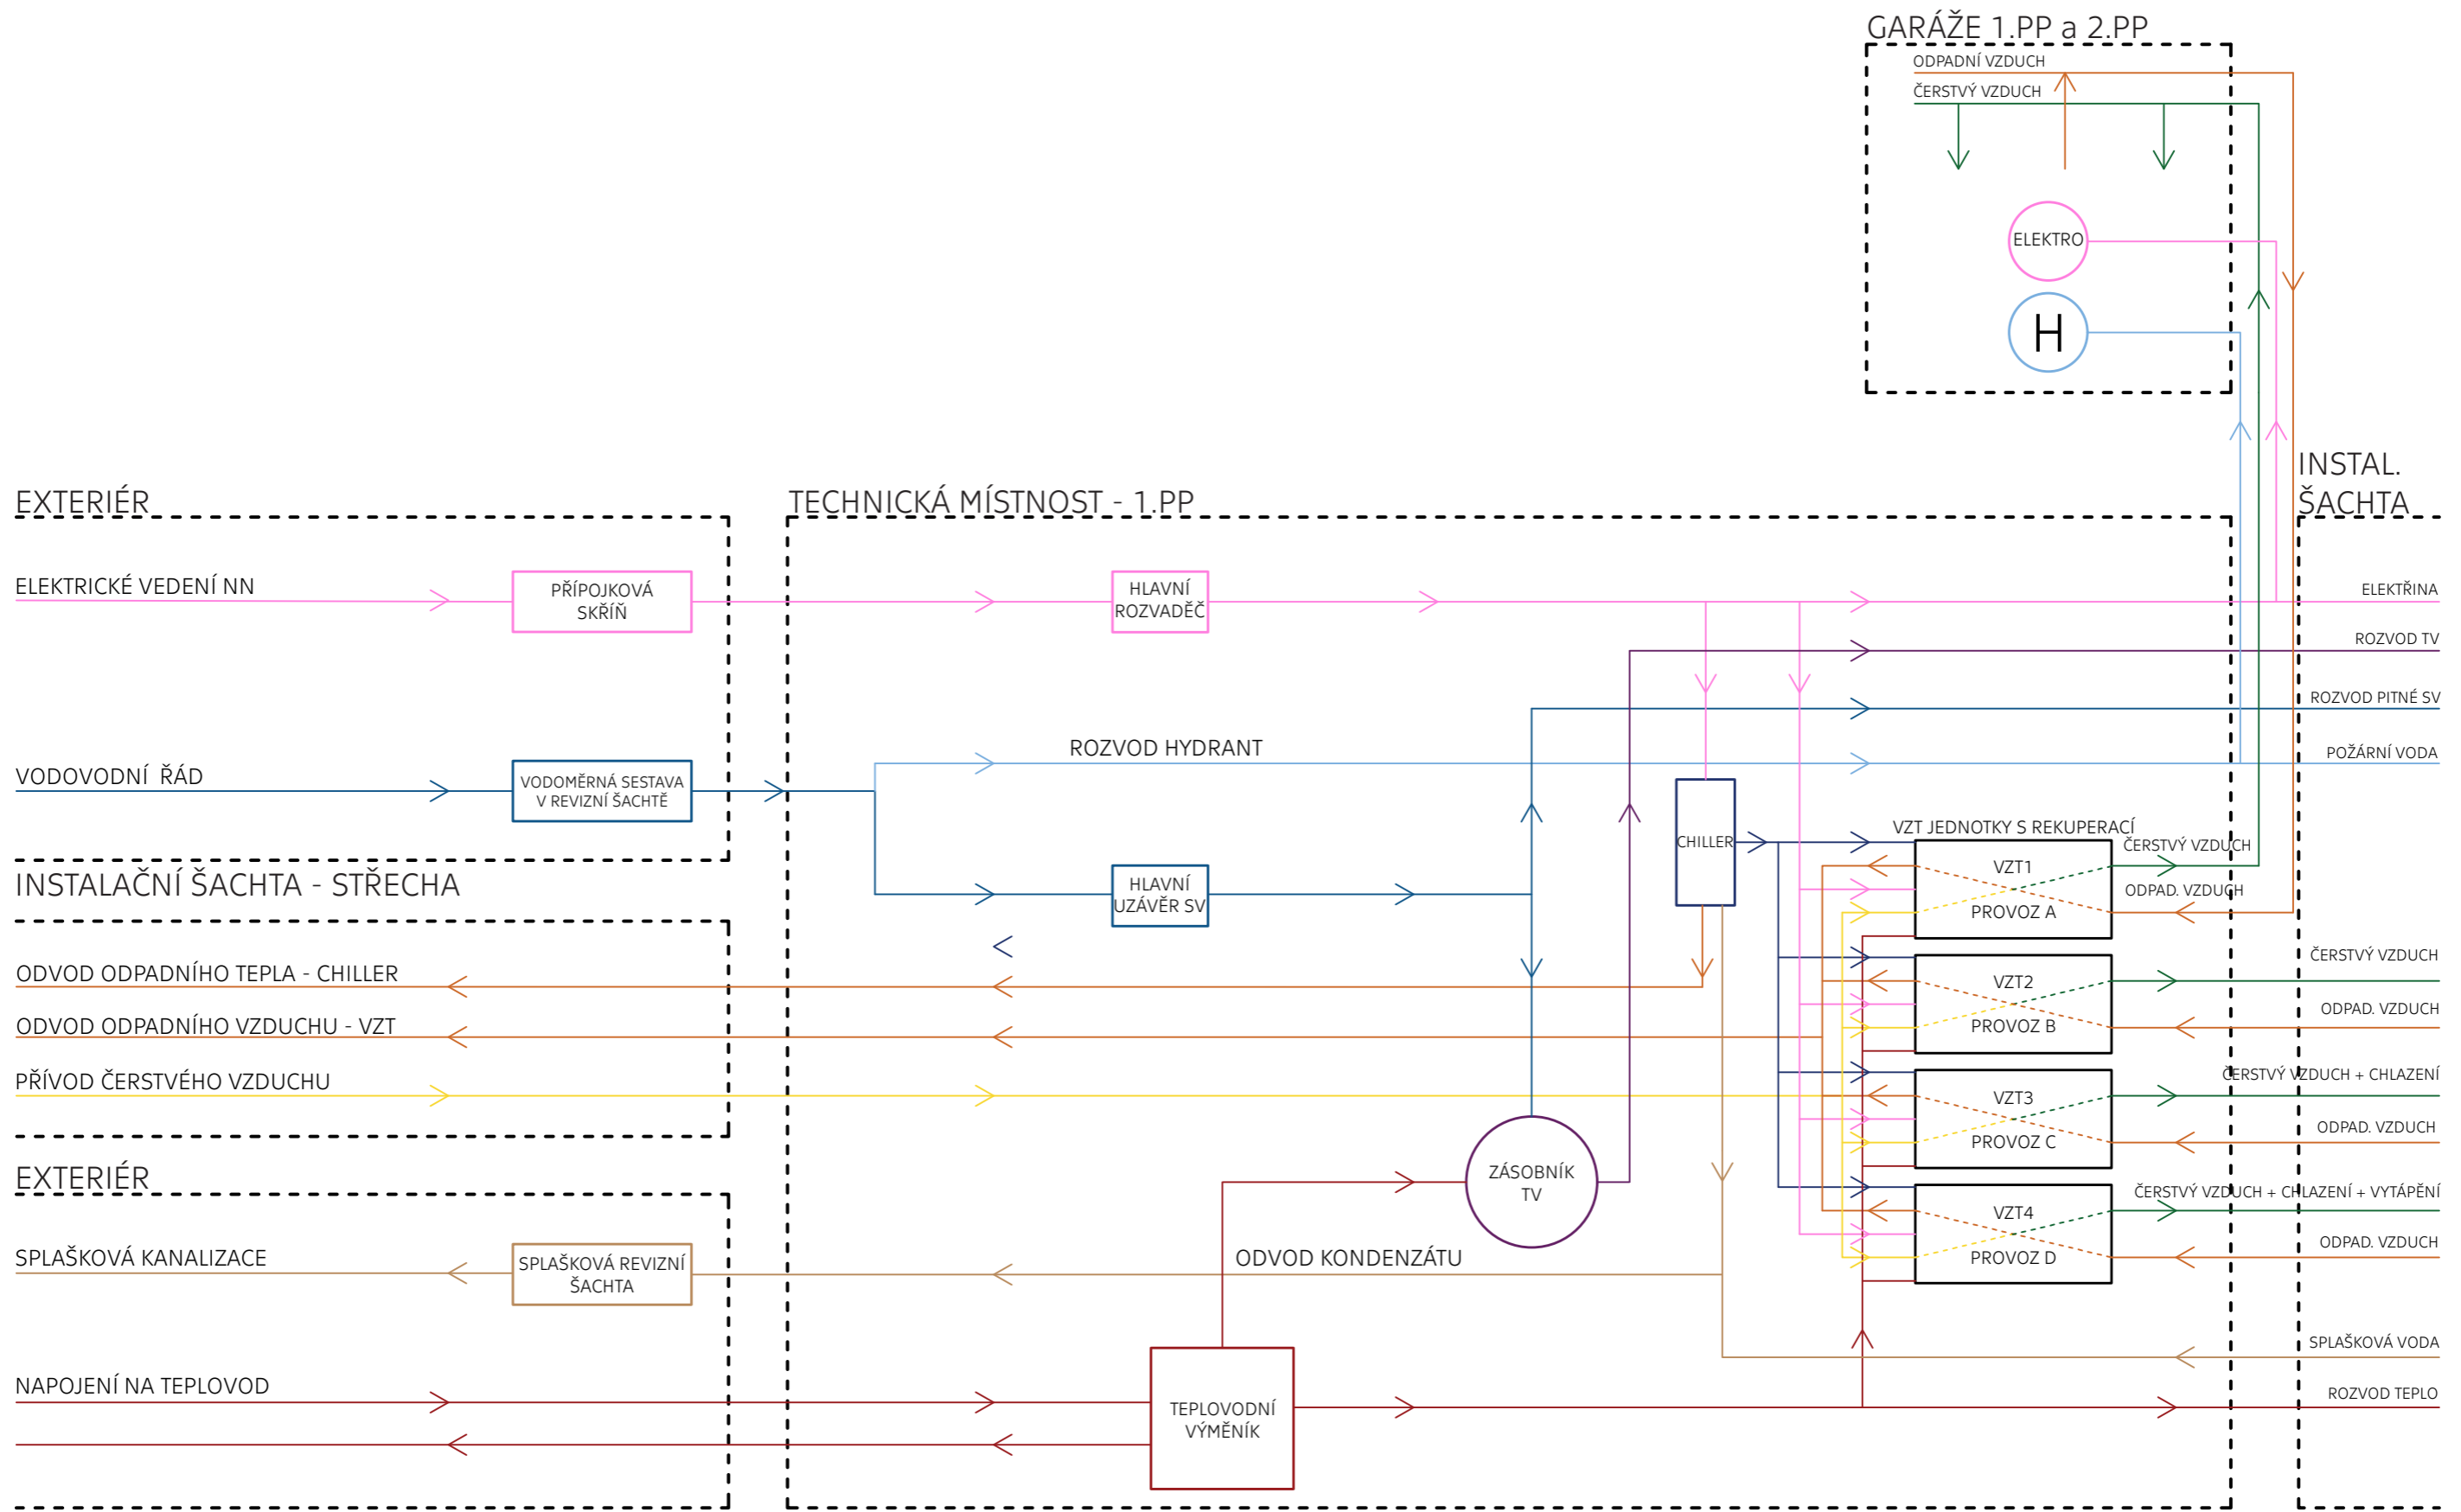 GARÁŽE 1.PP a 2.PP
ODPADNÍ VZDUCH
ČERSTVÝ VZDUCH
ELEKTRO
H
EXTERIÉR
TECHNICKÁ MÍSTNOST - 1.PP
INSTAL.
ŠACHTA
ELEKTRICKÉ VEDENÍ NN
PŘÍPOJKOVÁ
SKŘÍŇ
HLAVNÍ
ROZVADĚČ
ELEKTŘINA
ROZVOD TV
ROZVOD PITNÉ SV
ROZVOD HYDRANT
POŽÁRNÍ VODA
VODOVODNÍ ŘÁD
VODOMĚRNÁ SESTAVA
V REVIZNÍ ŠACHTĚ
CHILLER
VZT JEDNOTKY S REKUPERACÍ
ČERSTVÝ VZDUCH
VZT1
ODPAD. VZDUCH
PROVOZ A
HLAVNÍ
UZÁVĚR SV
INSTALAČNÍ ŠACHTA - STŘECHA
ČERSTVÝ VZDUCH
ODVOD ODPADNÍHO TEPLA - CHILLER
VZT2
ODPAD. VZDUCH
PROVOZ B
ODVOD ODPADNÍHO VZDUCHU - VZT
PŘÍVOD ČERSTVÉHO VZDUCHU
ČERSTVÝ VZDUCH + CHLAZENÍ
VZT3
ODPAD. VZDUCH
PROVOZ C
EXTERIÉR
ZÁSOBNÍK
TV
ČERSTVÝ VZDUCH + CHLAZENÍ + VYTÁPĚNÍ
VZT4
ODPAD. VZDUCH
PROVOZ D
SPLAŠKOVÁ KANALIZACE
SPLAŠKOVÁ REVIZNÍ
ŠACHTA
ODVOD KONDENZÁTU
SPLAŠKOVÁ VODA
NAPOJENÍ NA TEPLOVOD
TEPLOVODNÍ
VÝMĚNÍK
ROZVOD TEPLO